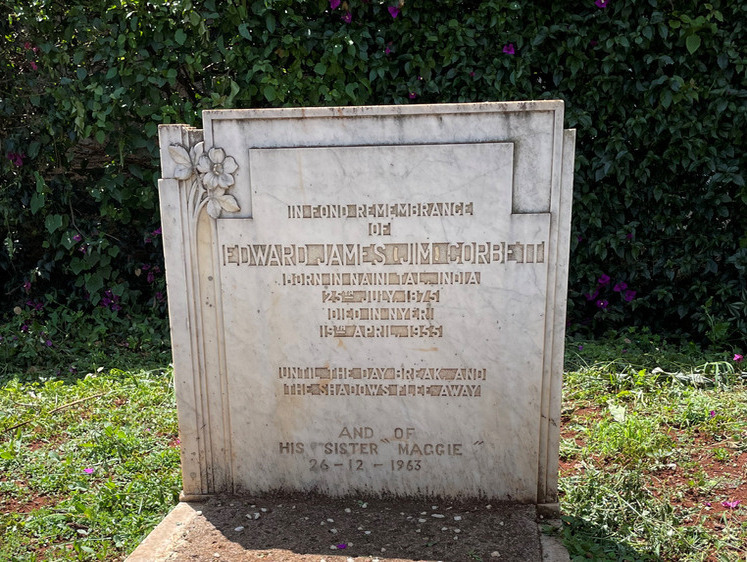 IN FOND REMEMBRANCE
OF
EDWARD JAMES (JIM) CORBETT
BORN IN NAINI TAL, INDIA
25TH JULY 1875
DIED IN NYERI
19TH APRIL, 1955
UNTIL THE DAY BREAK, AND
THE SHADOWS FLEE AWAY
AND OF
HIS "SISTER" MAGGIE"
26-12-1963